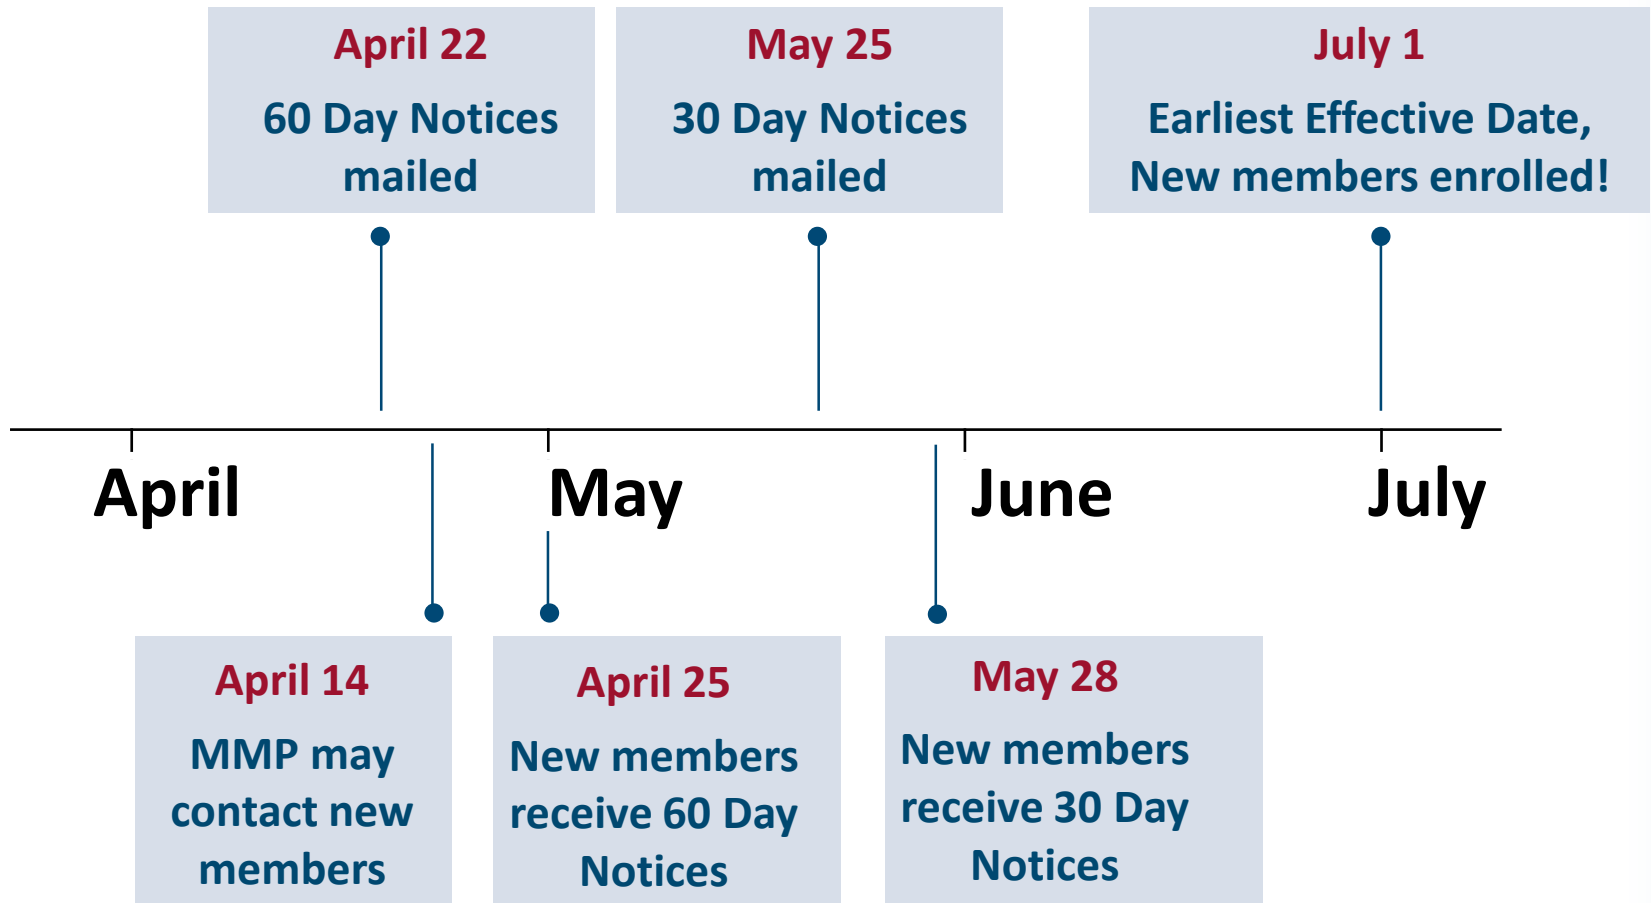 April 22
60 Day Notices
mailed
May 25
30 Day Notices
mailed
July 1
Earliest Effective Date,
New members enrolled!
April
May
June
July
April 14
MMP may
contact new
members
April 25
New members
receive 60 Day
Notices
May 28
New members
receive 30 Day
Notices